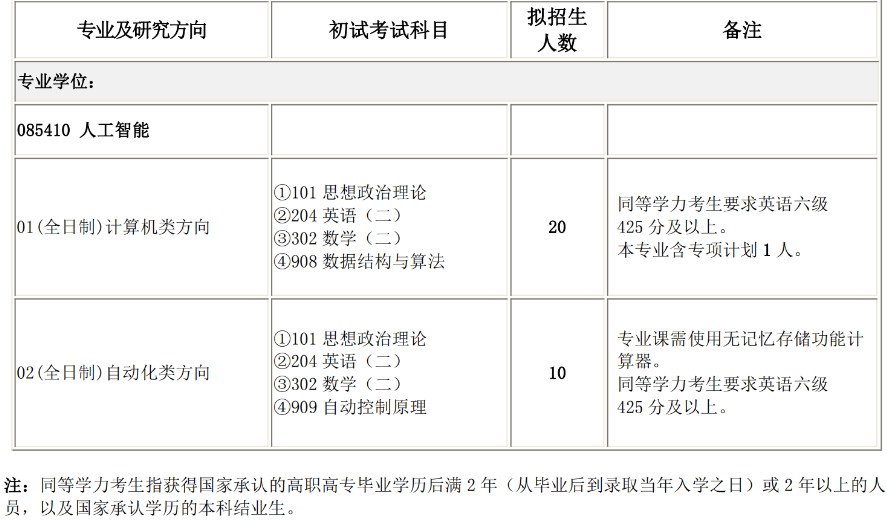 专业及研究方向
初试考试科目
拟招生
人数
备注
专业学位：
085410 人工智能
01(全日制)计算机类方向
①101 思想政治理论
②204 英语（二）
③302 数学（二）
④908 数据结构与算法
20
同等学力考生要求英语六级
425 分及以上。
本专业含专项计划 1 人。
02(全日制)自动化类方向
①101 思想政治理论
②204 英语（二）
③302 数学（二）
④909 自动控制原理
10
专业课需使用无记忆存储功能计
算器。
同等学力考生要求英语六级
425 分及以上。
注：同等学力考生指获得国家承认的高职高专毕业学历后满 2 年（从毕业后到录取当年入学之日）或 2 年以上的人
员，以及国家承认学历的本科结业生。